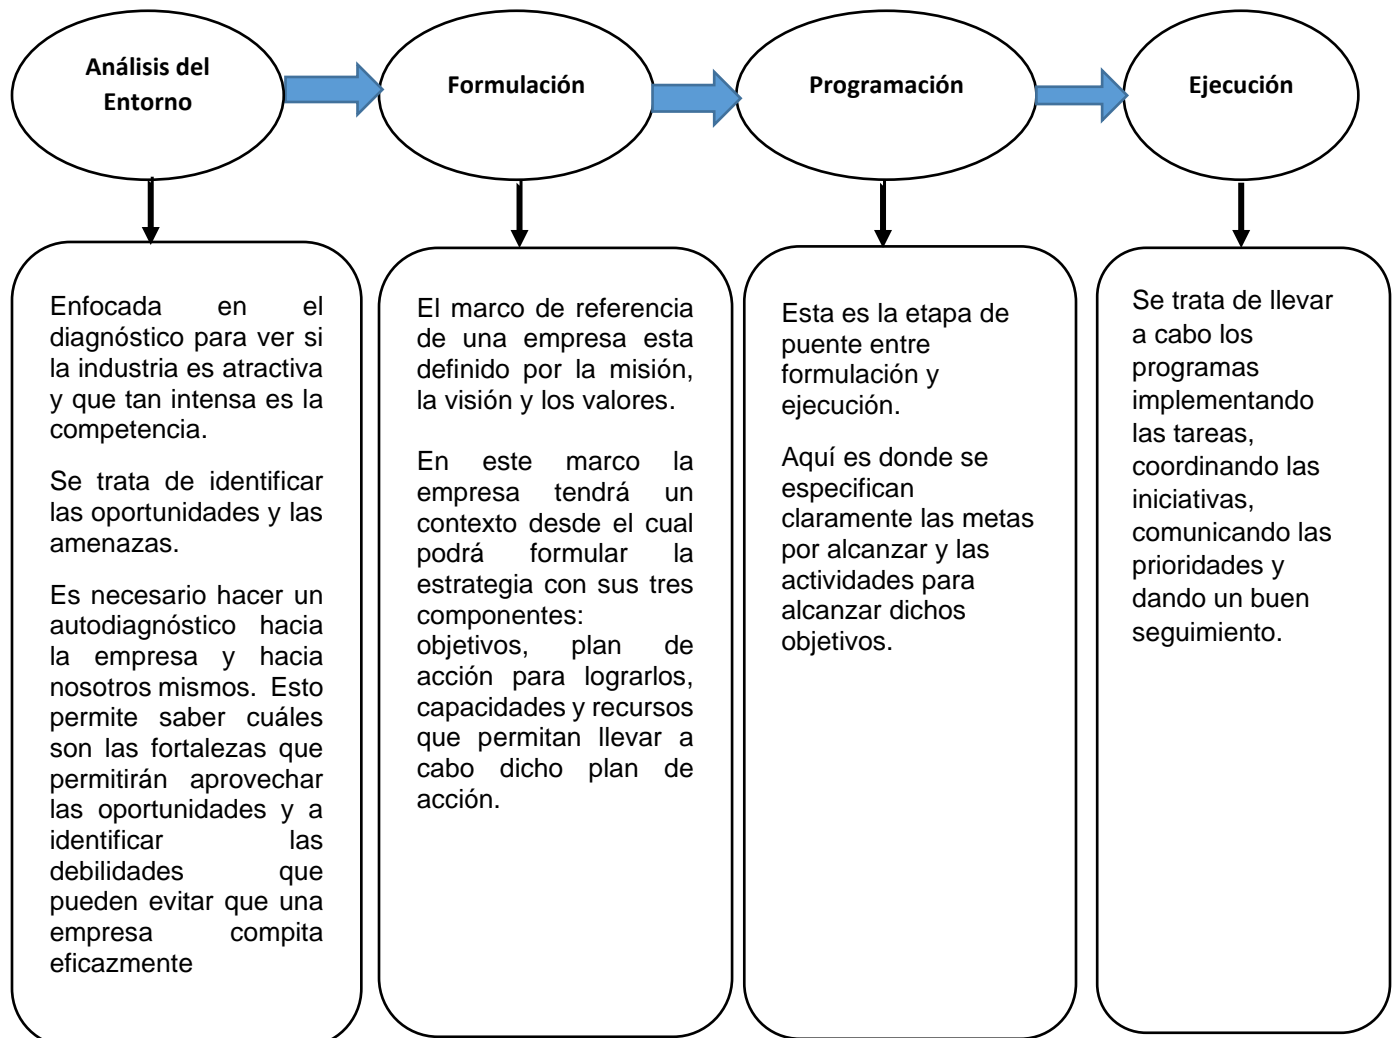 Análisis del
Entorno
Formulación
Programación
Ejecución
Enfocada en el
diagnóstico para ver si
la industria es atractiva
y que tan intensa es la
competencia.
Se trata de identificar
las oportunidades y las
amenazas.
Es necesario hacer un
autodiagnóstico hacia
la empresa y hacia
nosotros mismos. Esto
permite saber cuáles
son las fortalezas que
permitirán aprovechar
las oportunidades y a
identificar las
debilidades que
pueden evitar que una
empresa compita
eficazmente
El marco de referencia
de una empresa esta
definido por la misión,
la visión y los valores.
En este marco la
empresa tendrá un
contexto desde el cual
podrá formular la
estrategia con sus tres
componentes:
objetivos, plan de
acción para lograrlos,
capacidades y recursos
que permitan llevar a
cabo dicho plan de
acción.
Esta es la etapa de
puente entre
formulación y
ejecución.
Aquí es donde se
especifican
claramente las metas
por alcanzar y las
actividades para
alcanzar dichos
objetivos.
Se trata de llevar
a cabo los
programas
implementando
las tareas,
coordinando las
iniciativas,
comunicando las
prioridades y
dando un buen
seguimiento.